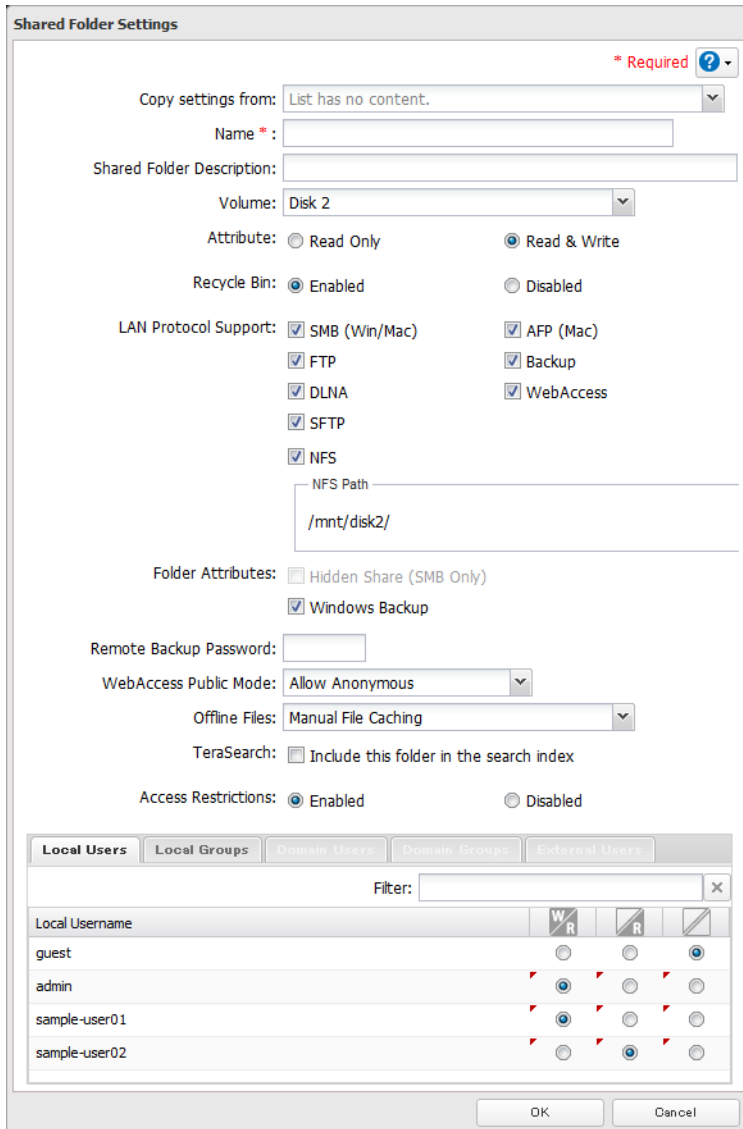 Shared Folder Settings
* Required ?
Copy settings from: List has no content.
Name * :
Shared Folder Description:
Volume: Disk 2
Attribute: Read Only Read & Write
Recycle Bin: Enabled Disabled
LAN Protocol Support: SMB (Win/Mac) AFP (Mac)
FTP Backup
DLNA WebAccess
SFTP
NFS
NFS Path
/mnt/disk2/
Folder Attributes: Hidden Share (SMB Only)
Windows Backup
Remote Backup Password:
WebAccess Public Mode: Allow Anonymous
Offline Files: Manual File Caching
TeraSearch: Include this folder in the search index
Access Restrictions: Enabled Disabled
Local Users Local Groups Domain Users Domain Groups External Users
Filter:
Local Username W/R R
guest
admin
sample-user01
sample-user02
OK Cancel